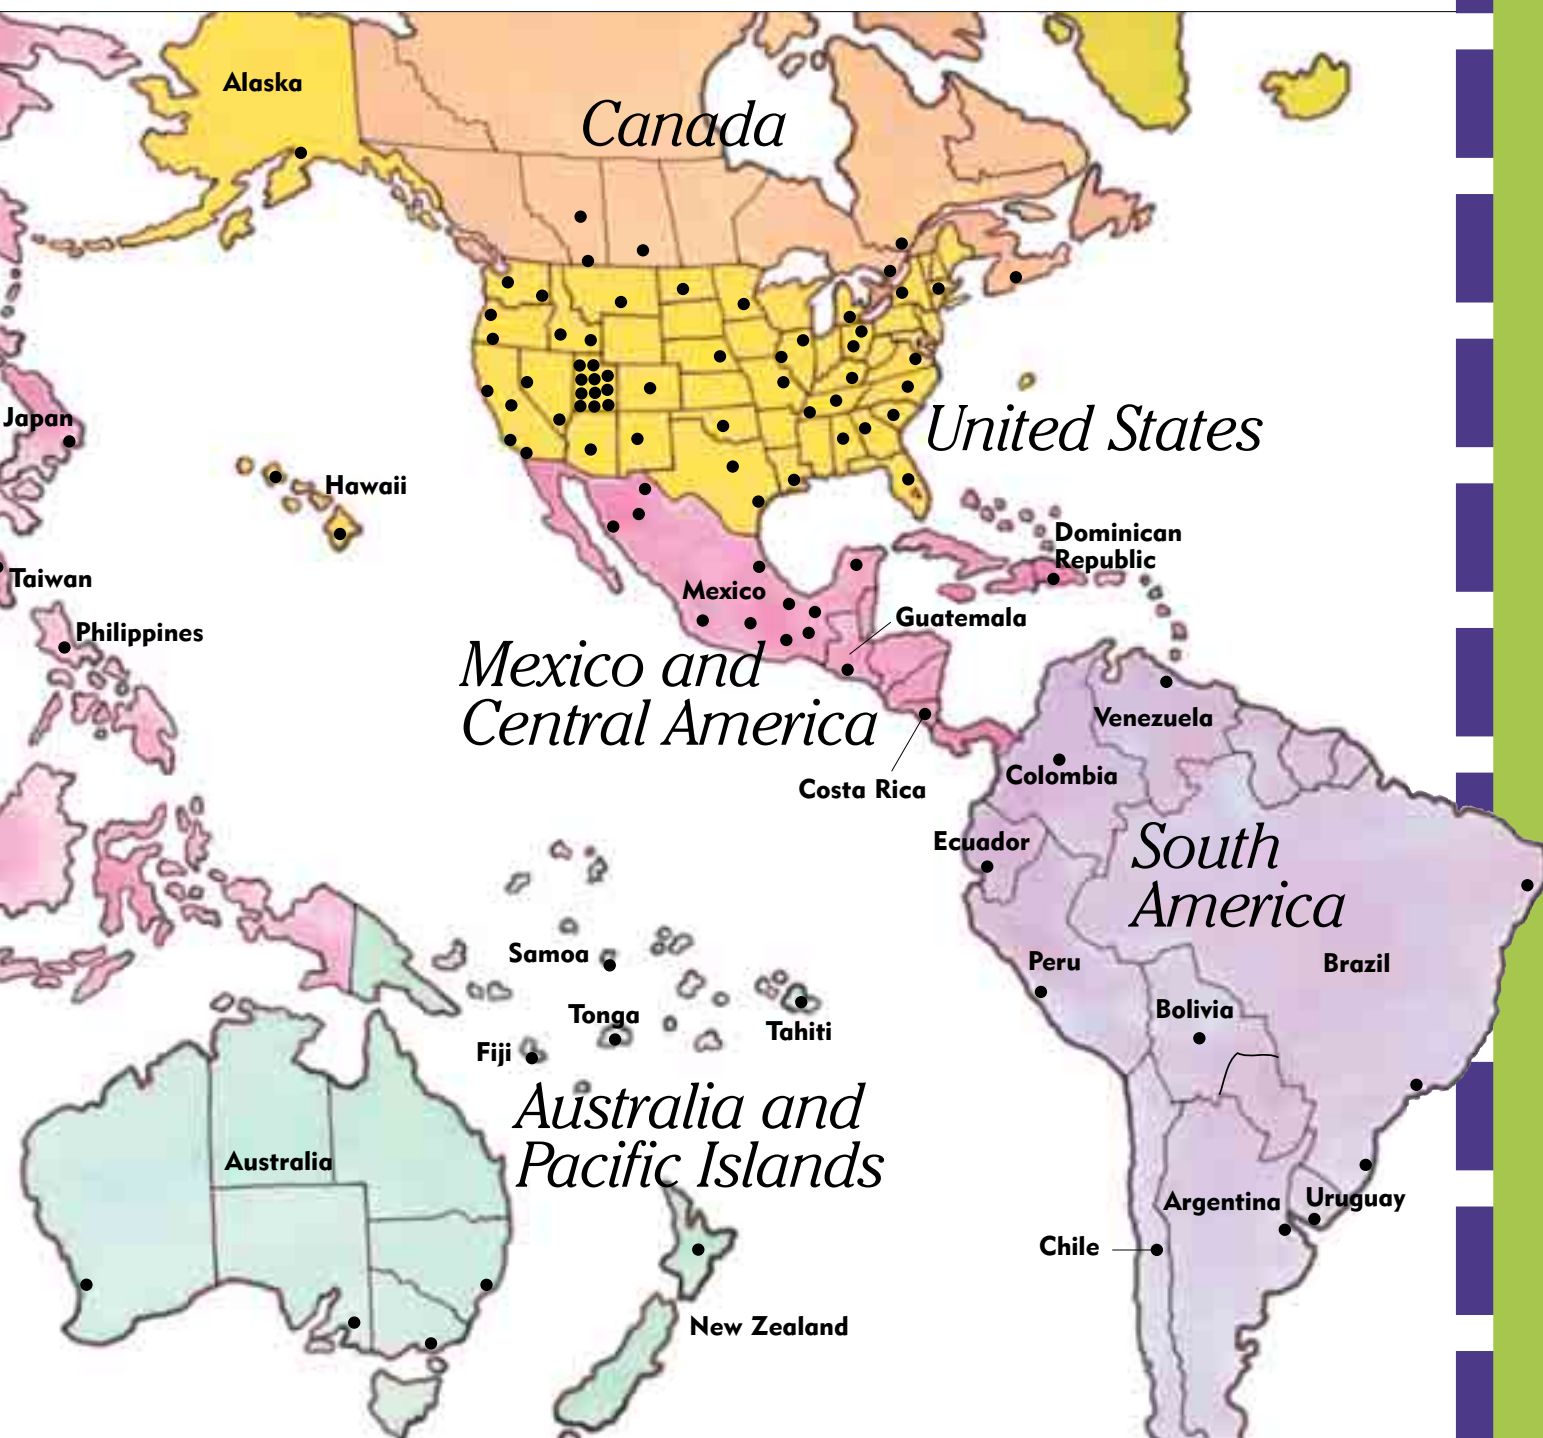 Alaska
Canada
Japan
Hawaii
United States
Dominican
Republic
Taiwan
Mexico
Guatemala
Philippines
Mexico and
Central America
Venezuela
Colombia
Costa Rica
Ecuador
South
America
Samoa
Peru
Brazil
Tonga
Tahiti
Bolivia
Fiji
Australia and
Pacific Islands
Australia
Argentina
Uruguay
Chile
New Zealand